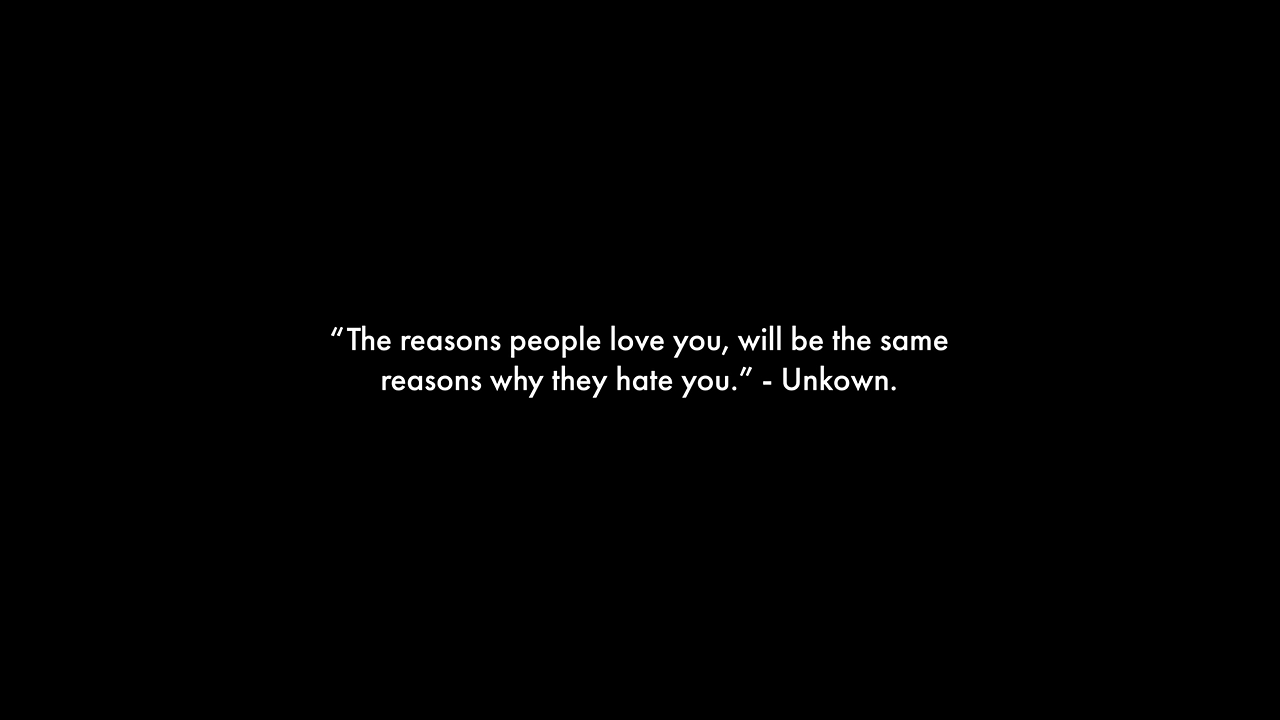 “The reasons people love you, will be the same
reasons why they hate you.” - Unkown.